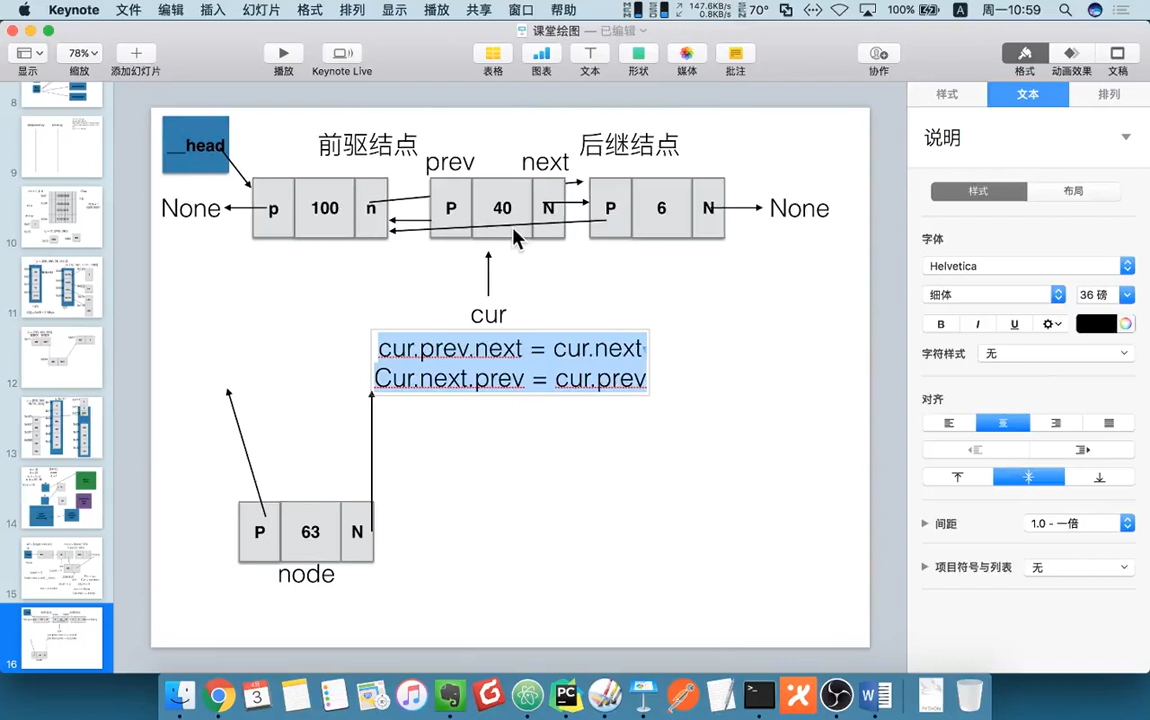 Keynote 文件 编辑 插入 幻灯片 格式 排列 显示 播放 共享 窗口 帮助 147.6KB/s 0.8KB/s 70° 100% A 周一10:59
课堂绘图 — 已编辑
78%
显示 缩放 添加幻灯片 播放 Keynote Live 表格 图表 文本 形状 媒体 批注 协作 格式 动画效果 文稿
样式 文本 排列
说明
样式 布局
字体
Helvetica
细体 36 磅
B I U
字符样式 无
对齐
间距 1.0 - 一倍
项目符号与列表 无
8
9
10
11
12
13
14
15
16
__head 前驱结点 后继结点
prev next
None p 100 n P 40 N P 6 N None
cur
cur.prev.next = cur.next
Cur.next.prev = cur.prev
P 63 N
node
3
PC
W